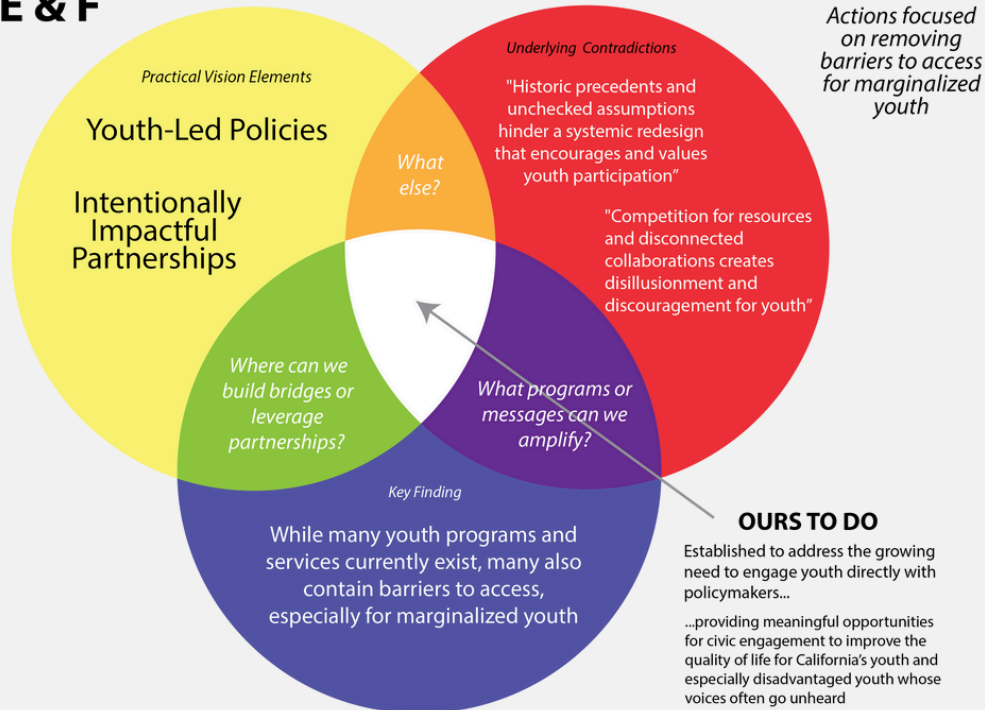 E & F
Actions focused
on removing
barriers to access
for marginalized
youth
Practical Vision Elements
Youth-Led Policies
Intentionally
Impactful
Partnerships
What
else?
Underlying Contradictions
"Historic precedents and
unchecked assumptions
hinder a systemic redesign
that encourages and values
youth participation”
"Competition for resources
and disconnected
collaborations creates
disillusionment and
discouragement for youth”
Where can we
build bridges or
leverage
partnerships?
What programs or
messages can we
amplify?
Key Finding
While many youth programs and
services currently exist, many also
contain barriers to access,
especially for marginalized youth
OURS TO DO
Established to address the growing
need to engage youth directly with
policymakers...
...providing meaningful opportunities
for civic engagement to improve the
quality of life for California’s youth and
especially disadvantaged youth whose
voices often go unheard